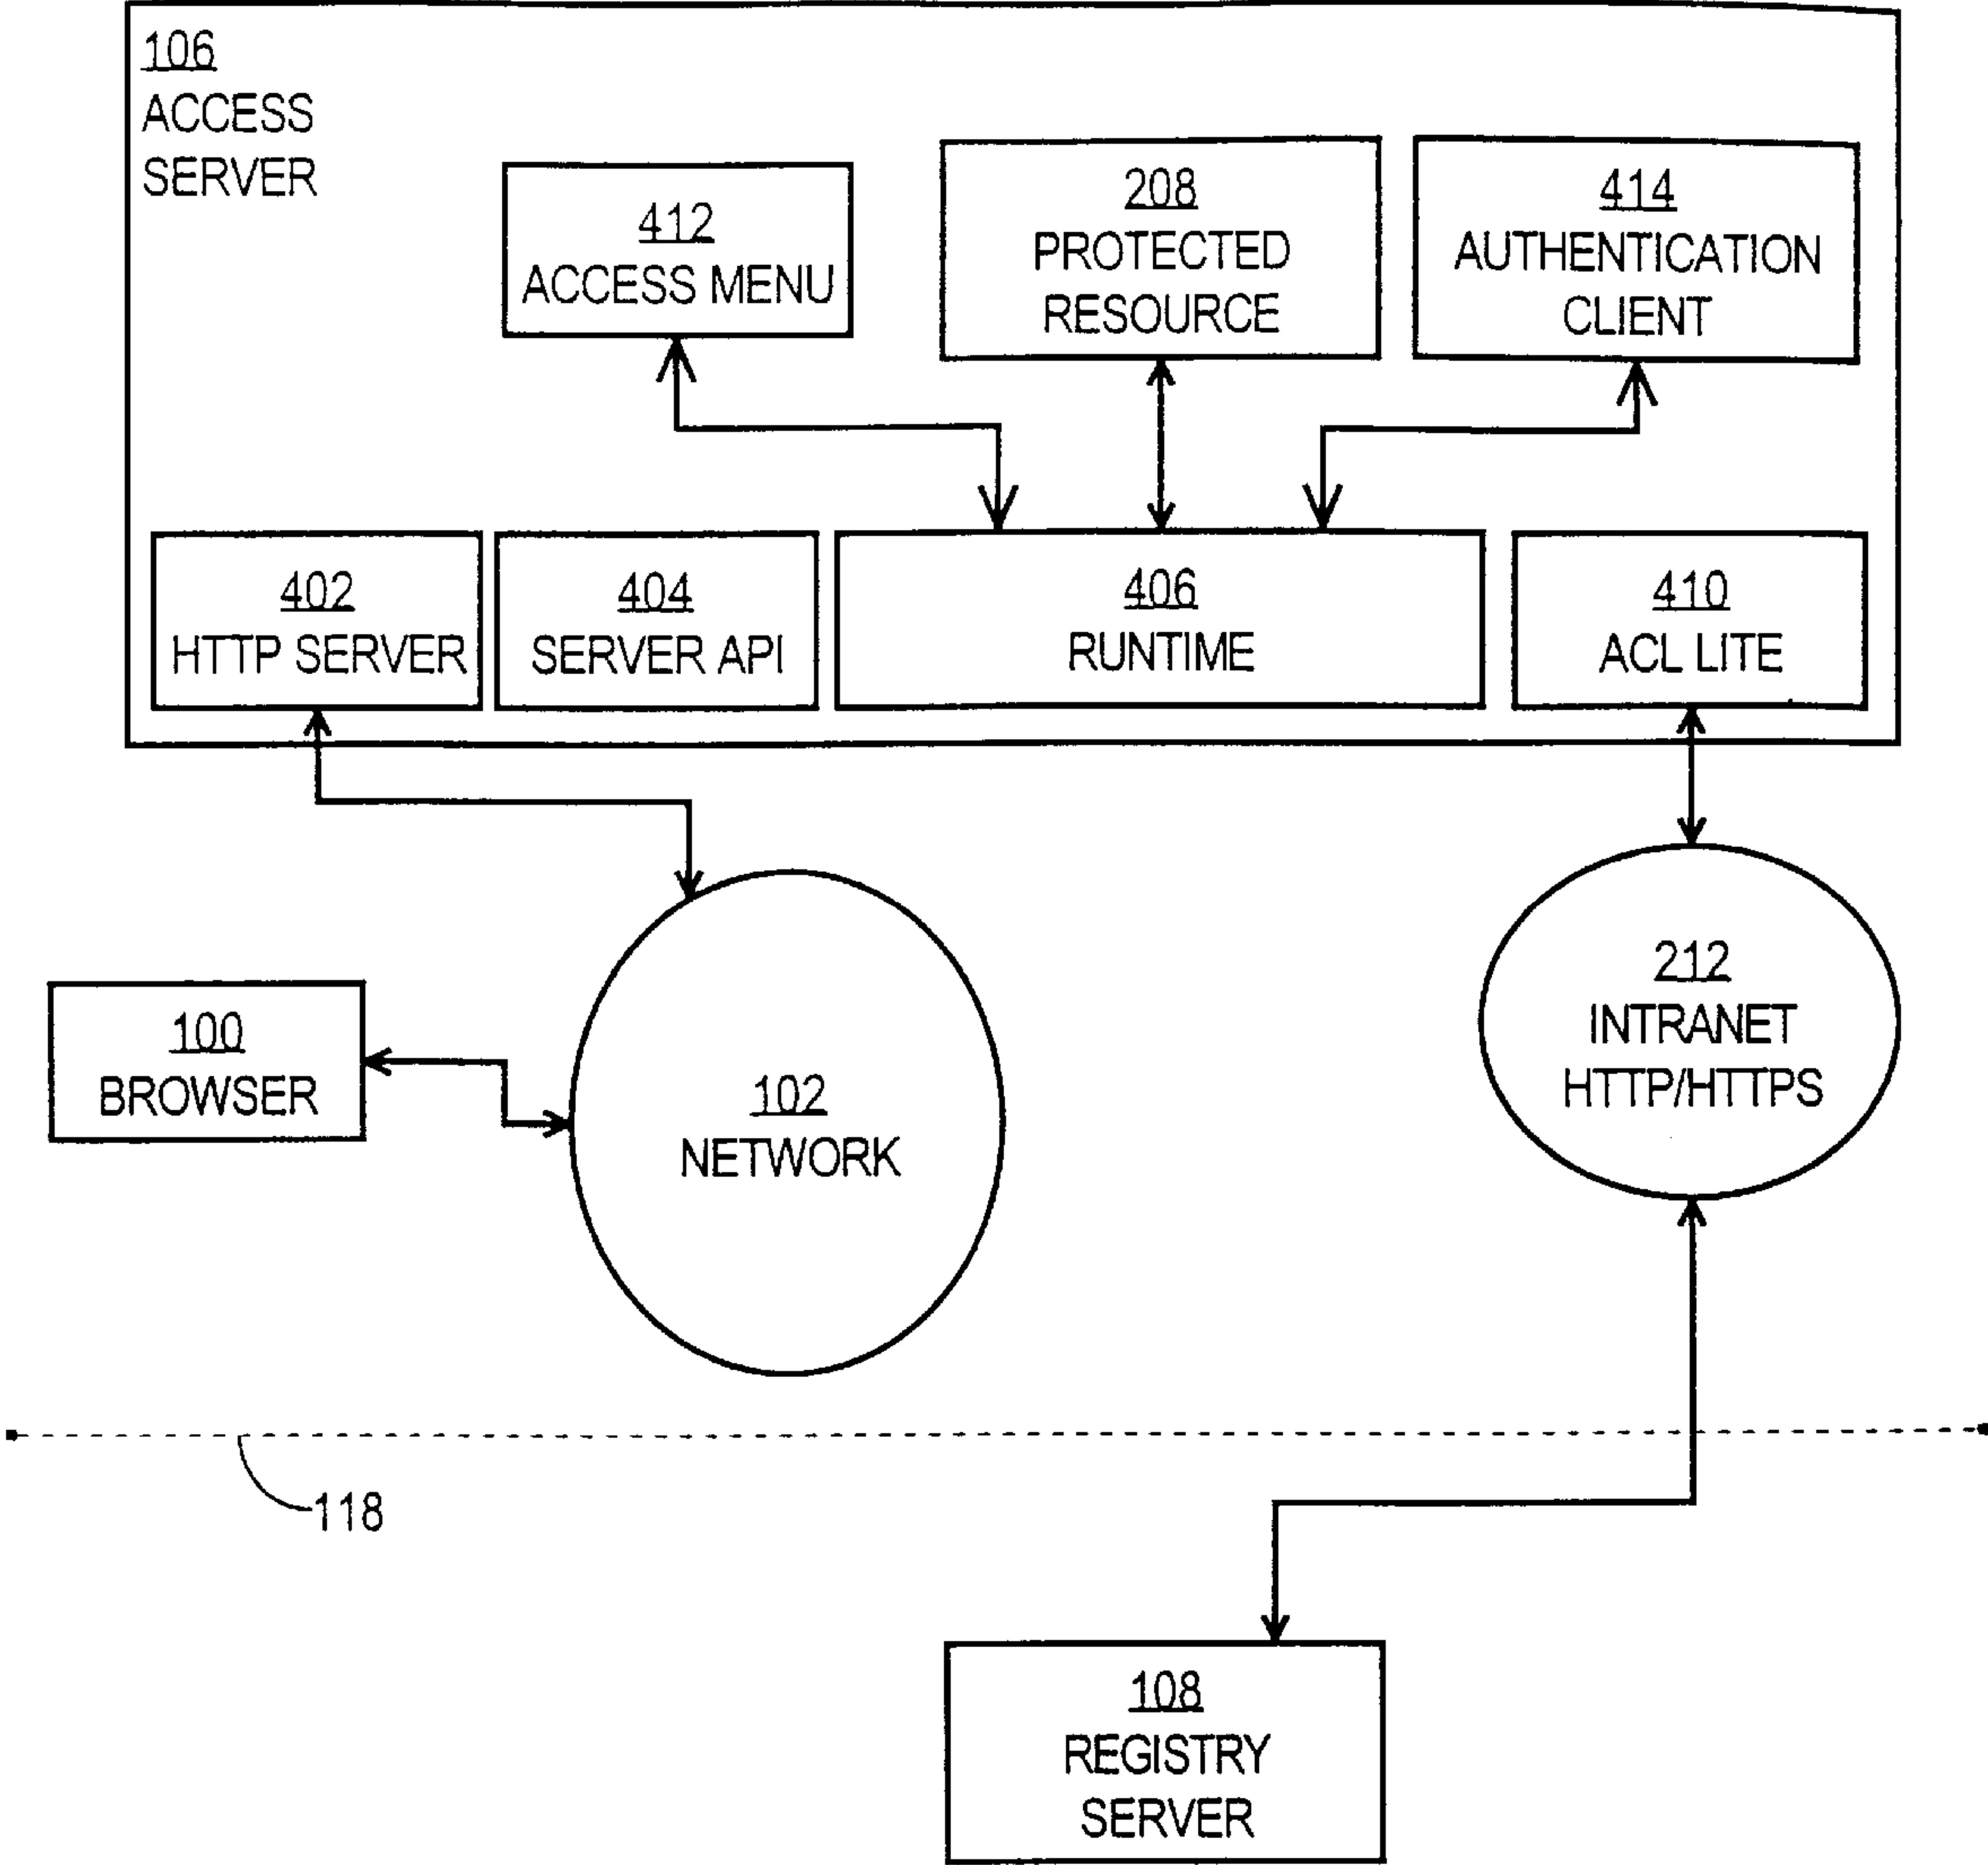 106
ACCESS
SERVER
412
ACCESS MENU
208
PROTECTED
RESOURCE
414
AUTHENTICATION
CLIENT
402
HTTP SERVER
404
SERVER API
406
RUNTIME
410
ACL LITE
100
BROWSER
102
NETWORK
212
INTRANET
HTTP/HTTPS
118
108
REGISTRY
SERVER